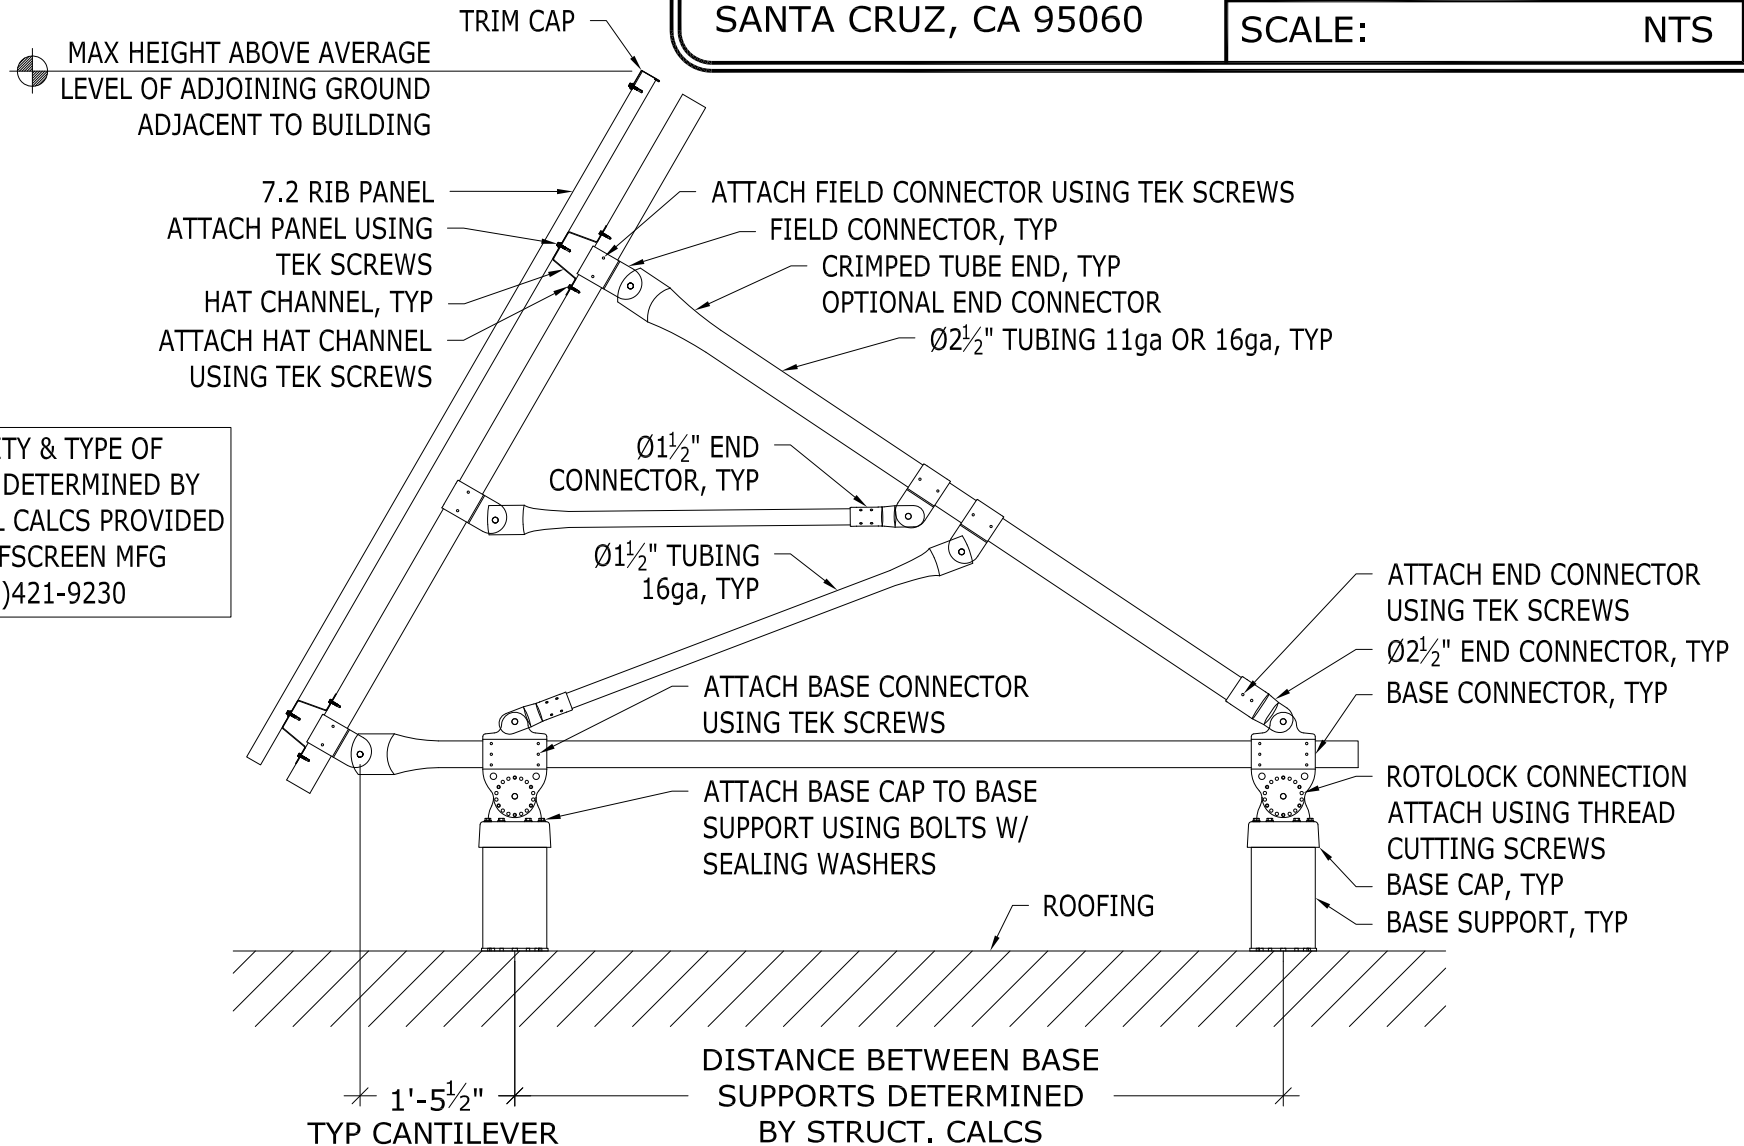 SANTA CRUZ, CA 95060
SCALE: NTS
TRIM CAP
MAX HEIGHT ABOVE AVERAGE
LEVEL OF ADJOINING GROUND
ADJACENT TO BUILDING
7.2 RIB PANEL
ATTACH PANEL USING
TEK SCREWS
HAT CHANNEL, TYP
ATTACH HAT CHANNEL
USING TEK SCREWS
ATTACH FIELD CONNECTOR USING TEK SCREWS
FIELD CONNECTOR, TYP
CRIMPED TUBE END, TYP
OPTIONAL END CONNECTOR
Ø2½" TUBING 11ga OR 16ga, TYP
& TYPE OF
DETERMINED BY
CALCS PROVIDED
MFG
)421-9230
Ø1½" END
CONNECTOR, TYP
Ø1½" TUBING
16ga, TYP
ATTACH END CONNECTOR
USING TEK SCREWS
Ø2½" END CONNECTOR, TYP
BASE CONNECTOR, TYP
ATTACH BASE CONNECTOR
USING TEK SCREWS
ATTACH BASE CAP TO BASE
SUPPORT USING BOLTS W/
SEALING WASHERS
ROTOLOCK CONNECTION
ATTACH USING THREAD
CUTTING SCREWS
BASE CAP, TYP
BASE SUPPORT, TYP
ROOFING
1'-5½"
TYP CANTILEVER
DISTANCE BETWEEN BASE
SUPPORTS DETERMINED
BY STRUCT. CALCS